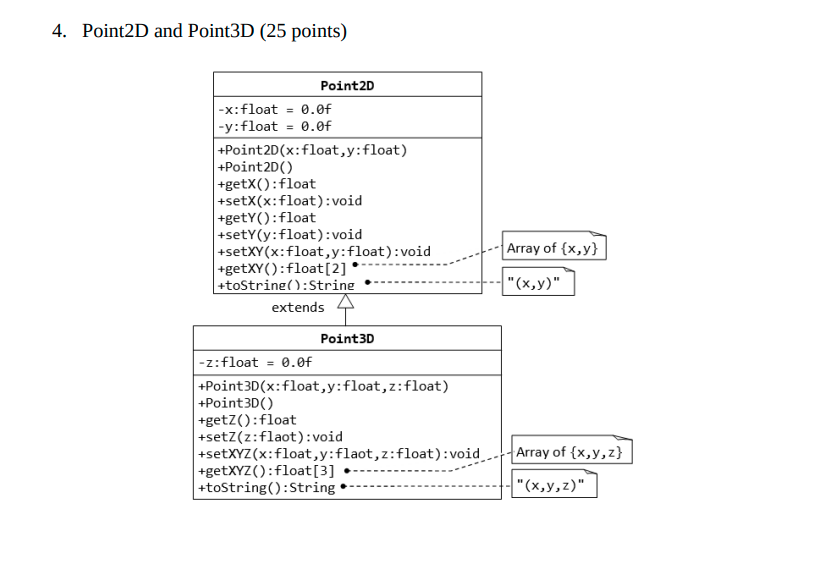 4. Point2D and Point3D (25 points)
Point2D
-x:float = 0.0f
-y:float = 0.0f
+Point2D(x:float,y:float)
+Point2D()
+getX():float
+setX(x:float):void
+getY():float
+setY(y:float):void
+setXY(x:float,y:float):void
+getXY():float[2]
+toString():String
Array of {x,y}
"(x,y)"
extends
Point3D
-z:float = 0.0f
+Point3D(x:float,y:float,z:float)
+Point3D()
+getZ():float
+setZ(z:flaot):void
+setXYZ(x:float,y:flaot,z:float):void
+getXYZ():float[3]
+toString():String
Array of {x,y,z}
"(x,y,z)"